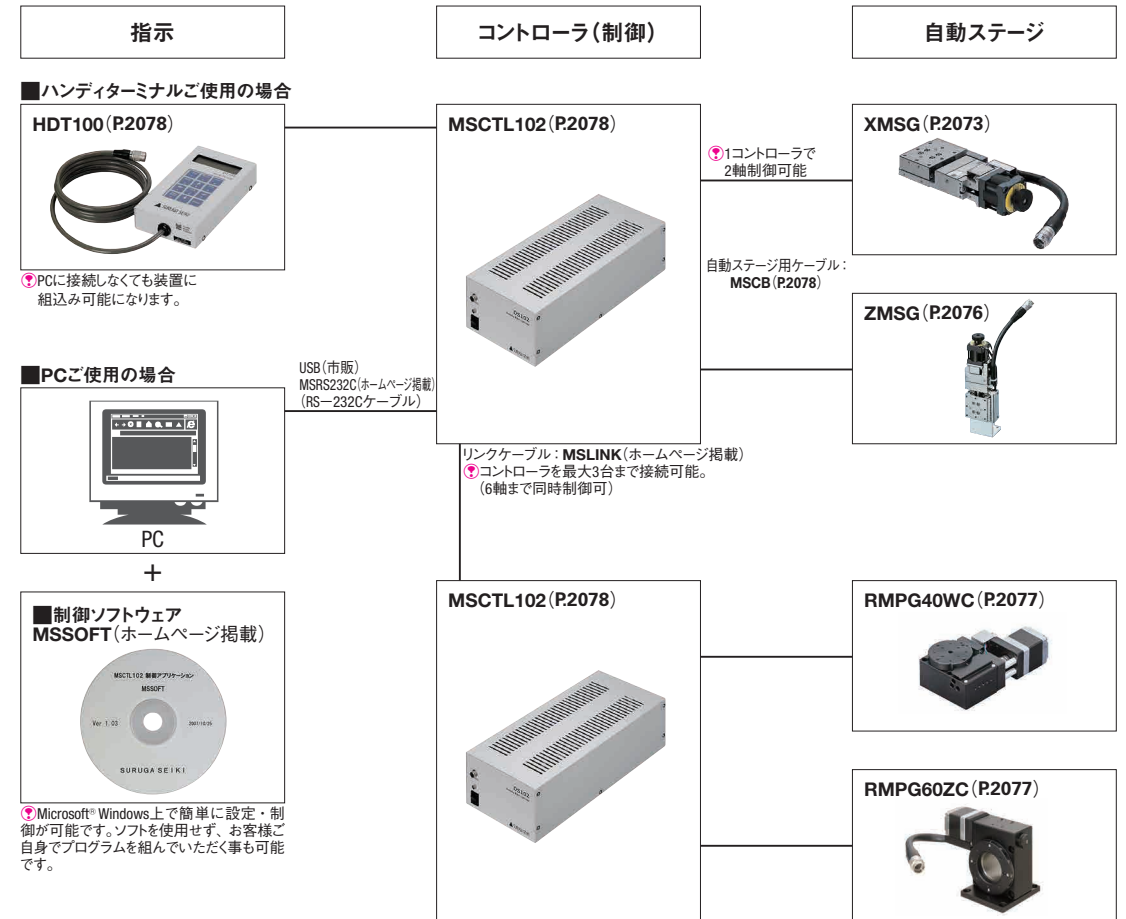 指示
コントローラ（制御）
自動ステージ
■ハンディターミナルご使用の場合
HDT100（P.2078）
PCに接続しなくても装置に
組込み可能になります。
■PCご使用の場合
PC
+
■制御ソフトウェア
MSSOFT（ホームページ掲載）
MSCTL102 制御アプリケーション
MSSOFT
Ver 1.03
2007/10/25
SURUGA SEIKI
Microsoft® Windows上で簡単に設定・制
御が可能です。ソフトを使用せず、お客様ご
自身でプログラムを組んでいただく事も可能
です。
USB（市販）
MSRS232C（ホームページ掲載）
（RS－232Cケーブル）
MSCTL102（P.2078）
DS102
リンクケーブル：MSLINK（ホームページ掲載）
コントローラを最大3台まで接続可能。
（6軸まで同時制御可）
MSCTL102（P.2078）
DS102
1コントローラで
2軸制御可能
自動ステージ用ケーブル：
MSCB（P.2078）
XMSG（P.2073）
ZMSG（P.2076）
RMPG40WC（P.2077）
RMPG60ZC（P.2077）